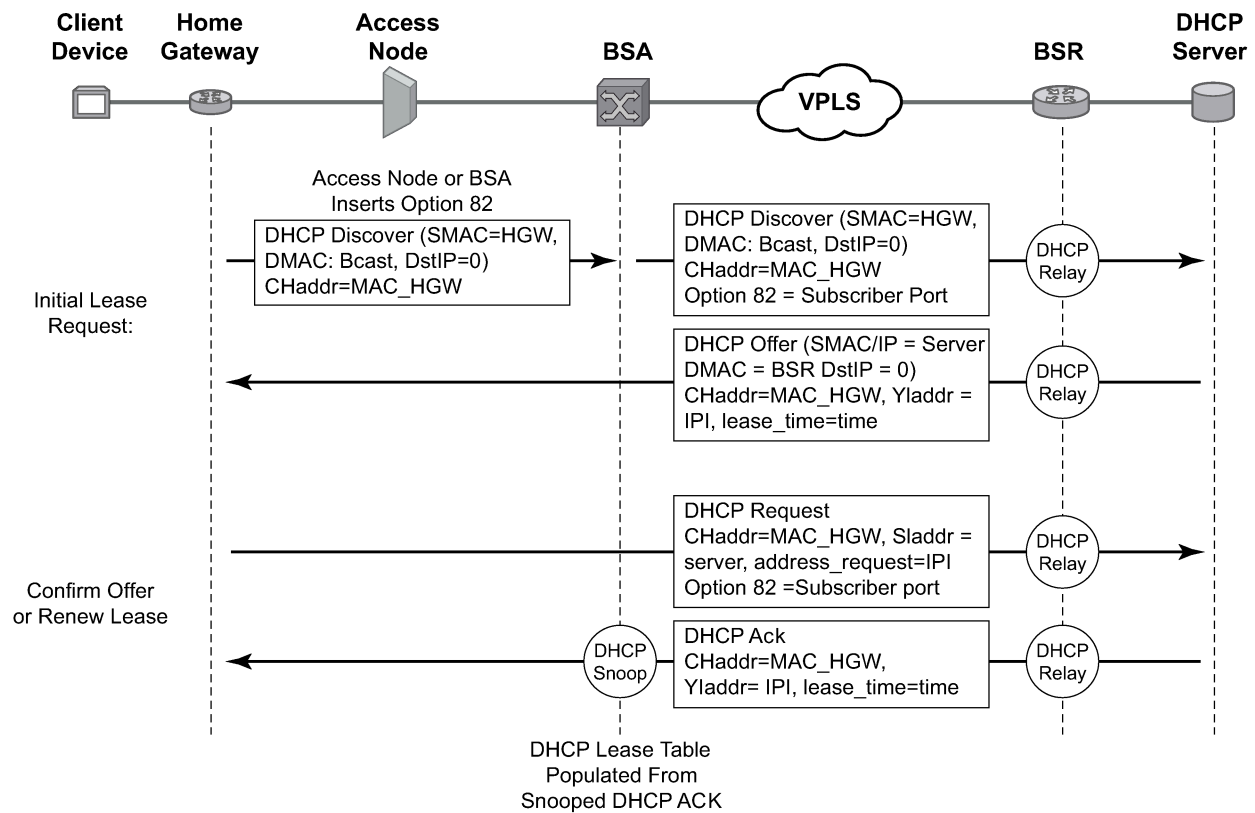 Client
Device
Home
Gateway
Access
Node
BSA
VPLS
BSR
DHCP
Server
Access Node or BSA
Inserts Option 82
DHCP Discover (SMAC=HGW,
DMAC: Bcast, DstIP=0)
CHaddr=MAC_HGW
DHCP Discover (SMAC=HGW,
DMAC: Bcast, DstIP=0)
CHaddr=MAC_HGW
Option 82 = Subscriber Port
DHCP
Relay
Initial Lease
Request:
DHCP Offer (SMAC/IP = Server
DMAC = BSR DstIP = 0)
CHaddr=MAC_HGW, YIaddr =
IPI, lease_time=time
DHCP
Relay
DHCP Request
CHaddr=MAC_HGW, SIaddr =
server, address_request=IPI
Option 82 =Subscriber port
DHCP
Relay
Confirm Offer
or Renew Lease
DHCP
Snoop
DHCP Ack
CHaddr=MAC_HGW,
YIaddr= IPI, lease_time=time
DHCP
Relay
DHCP Lease Table
Populated From
Snooped DHCP ACK